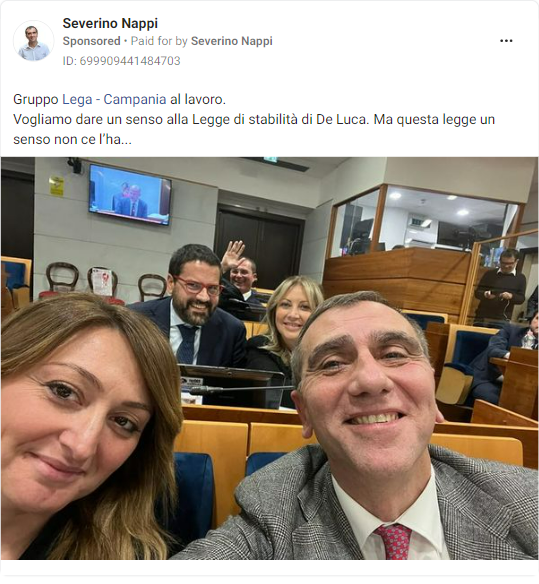 Severino Nappi
Sponsored • Paid for by Severino Nappi
ID: 699909441484703
Gruppo Lega - Campania al lavoro.
Vogliamo dare un senso alla Legge di stabilità di De Luca. Ma questa legge un
senso non ce l’ha...